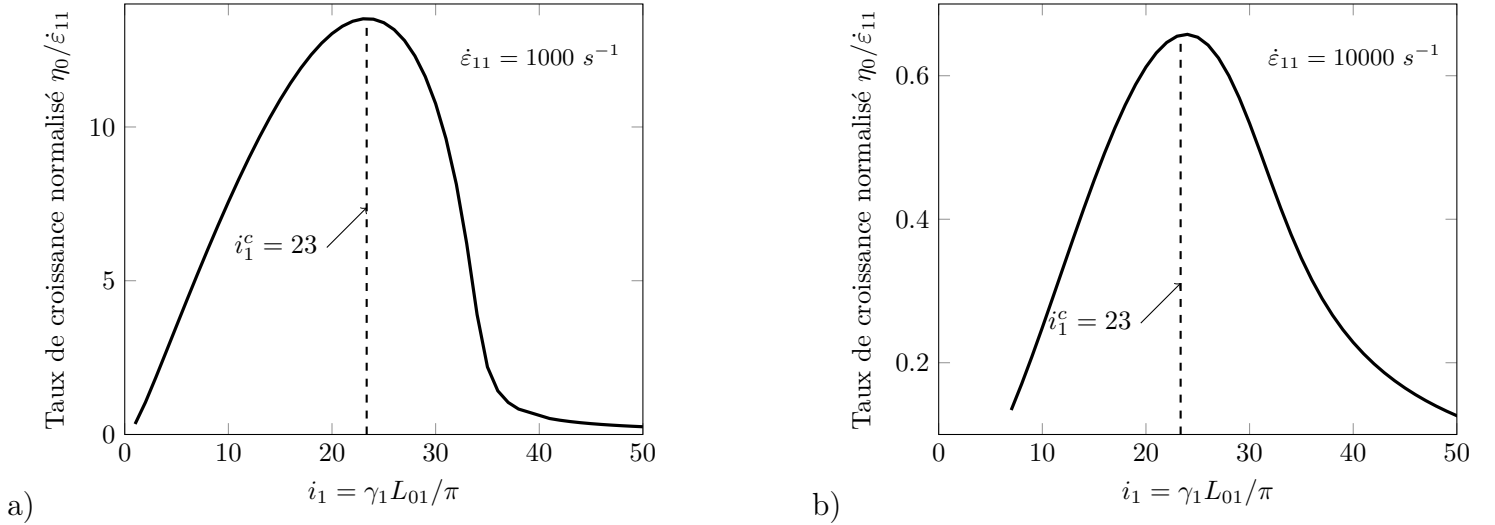 Taux de croissance normalisé η₀/ε̇₁₁
10
5
0
ε̇₁₁ = 1000 s⁻¹
i₁ᶜ = 23
0 10 20 30 40 50
i₁ = γ₁L₀₁/π
a)
Taux de croissance normalisé η₀/ε̇₁₁
0.6
0.4
0.2
ε̇₁₁ = 10000 s⁻¹
i₁ᶜ = 23
0 10 20 30 40 50
i₁ = γ₁L₀₁/π
b)